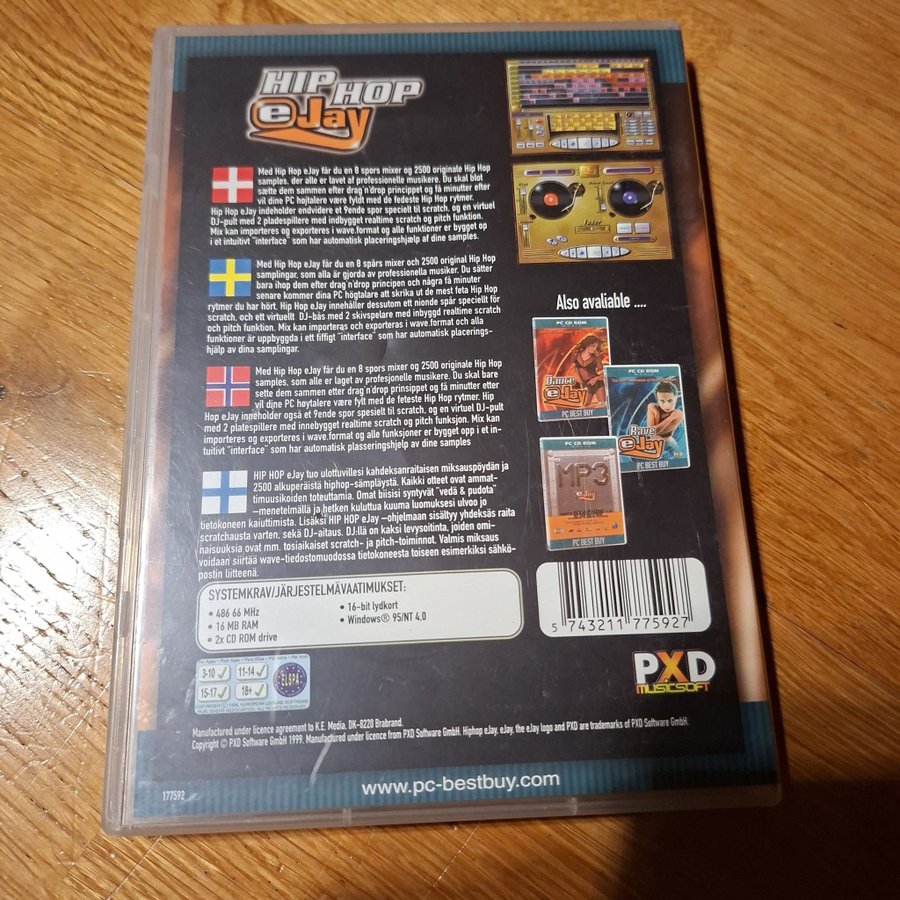 HIP HOP
eJay
Med Hip Hop eJay får du en 8 spors mixer og 2500 originale Hip Hop
samples, der alle er lavet af professionelle musikere. Du skal blot
sætte dem sammen efter drag'n'drop princippet og få minutter efter
vil dine PC højtalere være fyldt med de fedeste Hip Hop rytmer.
Hip Hop eJay indeholder endvidere et 9ende spor specielt til scratch, og en virtuel
DJ-pult med 2 pladespillere med indbygget realtime scratch og pitch funktion.
Mix kan importeres og exporteres i wave.format og alle funktioner er bygget op
i et intuitivt "interface" som har automatisk placeringshjælp af dine samples.
Med Hip Hop eJay får du en 8 spårs mixer och 2500 original Hip Hop
samplingar, som alla är gjorda av professionella musiker. Du sätter
bara ihop dem efter drag'n'drop principen och några få minuter
senare kommer dina PC högtalare att skrika ut de mest feta Hip Hop
rytmer du har hört. Hip Hop eJay innehåller dessutom ett nionde spår speciellt för
scratch, och ett virtuellt DJ-bås med 2 skivspelare med inbyggd realtime scratch
och pitch funktion. Mix kan importeras och exporteras i wave.format och alla
funktioner är uppbyggda i ett fiffigt "interface" som har automatisk placerings-
hjälp av dina samplingar.
Med Hip Hop eJay får du en 8 spors mixer og 2500 originale Hip Hop
samples, som alle er laget av profesjonelle musikere. Du skal bare
sette dem sammen efter drag'n'drop prinsippet og få minutter efter
vil dine PC høytalere være fyldt med de feteste Hip Hop rytmer. Hip
Hop eJay inneholder også et 9ende spor spesielt til scratch, og en virtuel DJ-pult
med 2 platespillere med innebygget realtime scratch og pitch funksjon. Mix kan
importeres og exporteres i wave.format og alle funksjoner er bygget opp i et in-
tuitivt "interface" som har automatisk plasseringshjelp av dine samples
HIP HOP eJay tuo ulottuvillesi kahdeksanraitaisen miksauspöydän ja
2500 alkuperäistä hiphop-sämpläystä. Kaikki otteet ovat ammat-
timuusikoiden toteuttamia. Omat biisisi syntyvät "vedä & pudota"
–menetelmällä ja hetken kuluttua kuuma luomuksesi ulvoo jo
tietokoneen kaiuttimista. Lisäksi HIP HOP eJay –ohjelmaan sisältyy yhdeksäs raita
scratchausta varten, sekä DJ-aitaus. DJ:llä on kaksi levysoitinta, joiden omi-
naisuuksia ovat mm. tosiaikaiset scratch- ja pitch-toiminnot. Valmis miksaus
voidaan siirtää wave-tiedostomuodossa tietokoneesta toiseen esimerkiksi sähkö-
postin liitteenä.
Also avaliable ....
PC CD ROM
Dance
eJay
PC BEST BUY
PC CD ROM
Rave
eJay
PC BEST BUY
PC CD ROM
MP3
PC BEST BUY
SYSTEMKRAV/JÄRJESTELMÄVAATIMUKSET:
• 486 66 MHz
• 16 MB RAM
• 2x CD ROM drive
• 16-bit lydkort
• Windows® 95/NT 4,0
5 743211 775927
3-10 11-14
15-17 18+
ELSPA
PXD
MUSICSOFT
Manufactured under licence agreement to K.E. Media. DK-8220 Brabrand.
Copyright © PXD Software GmbH 1999. Manufactured under licence from PXD Software GmbH. Hiphop eJay, eJay, the eJay logo and PXD are trademarks of PXD Software GmbH.
177592
www.pc-bestbuy.com